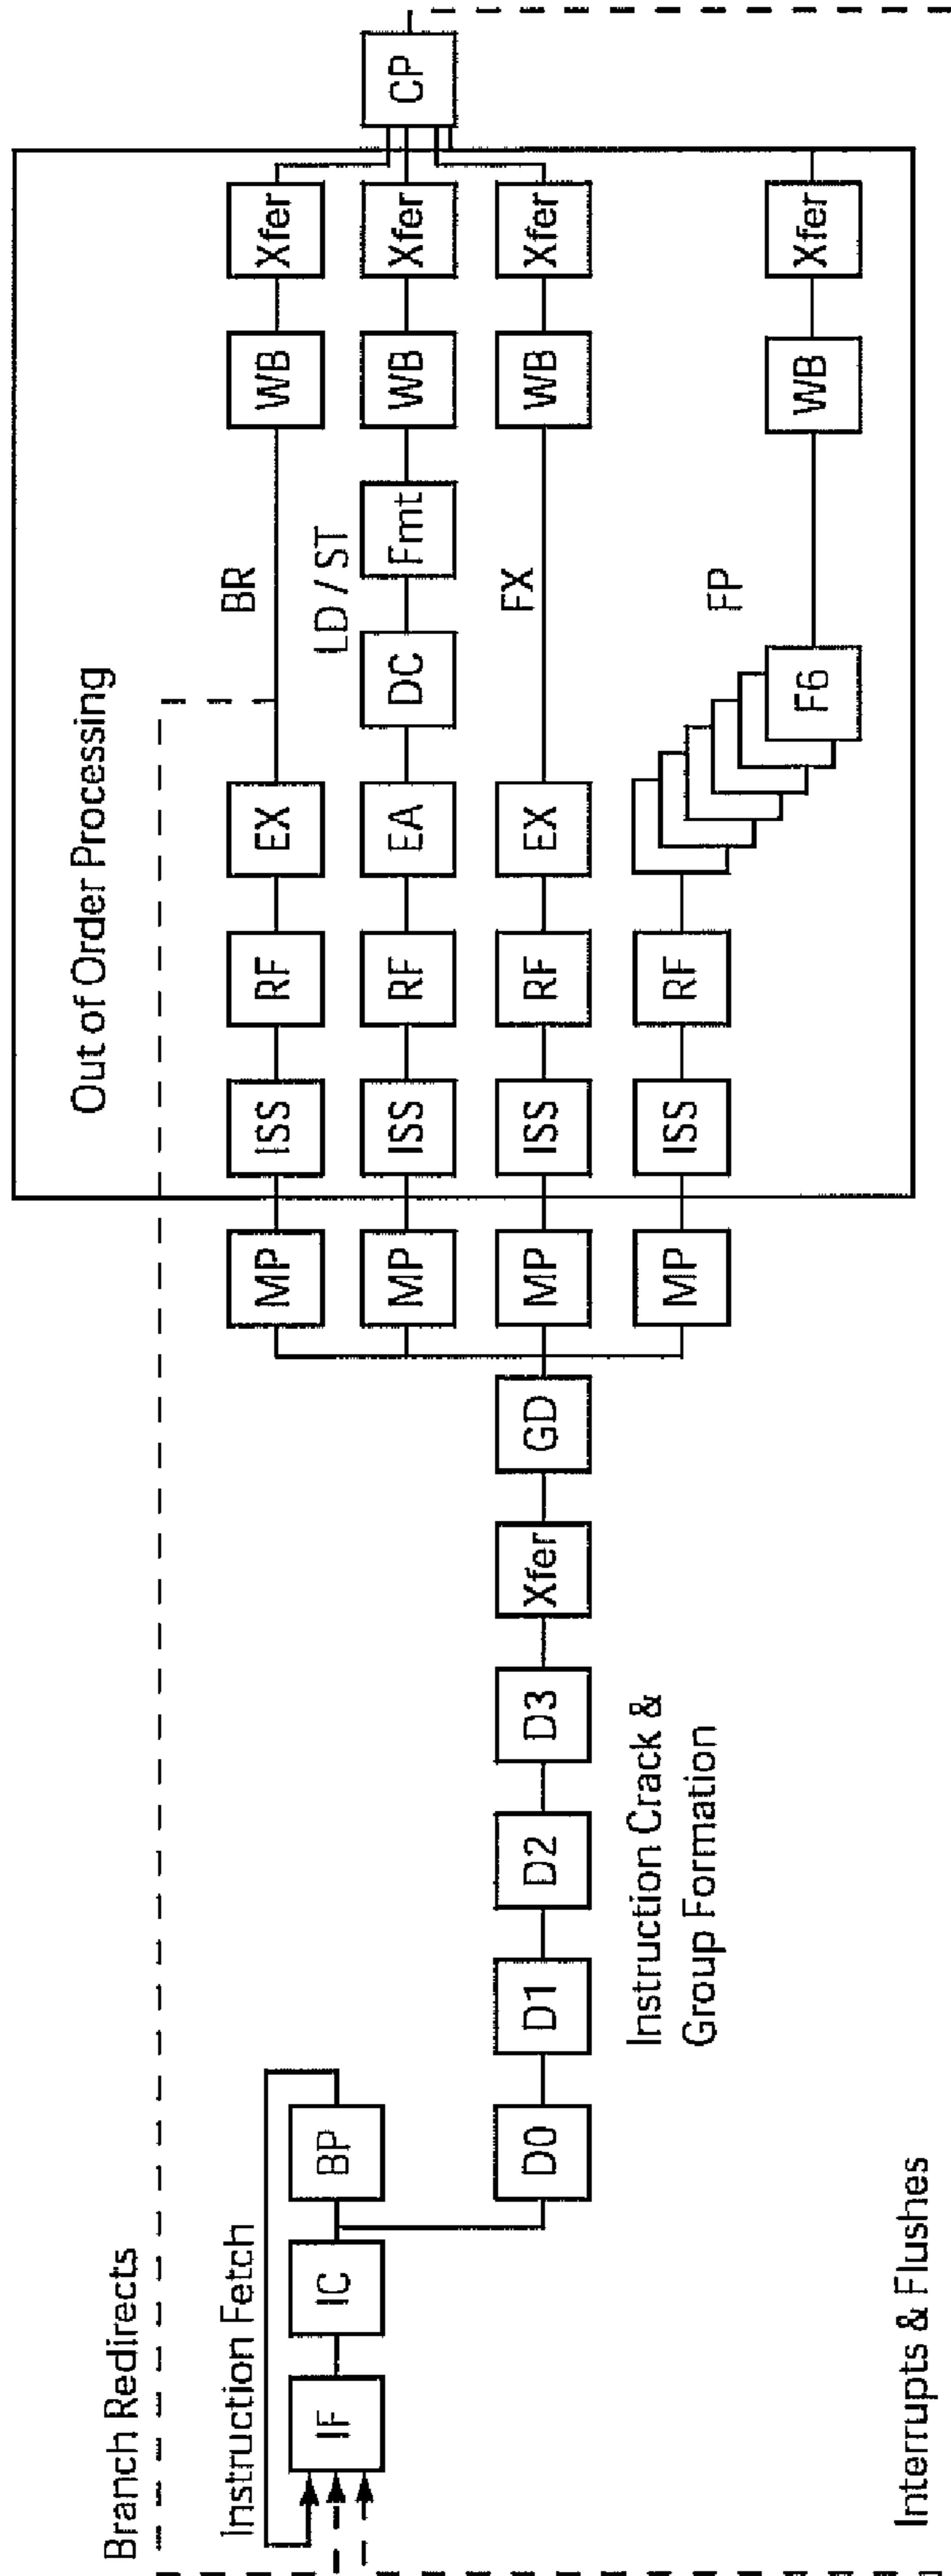 Branch Redirects
Out of Order Processing
Instruction Fetch
IF
IC
BP
D0
D1
D2
D3
Xfer
GD
Instruction Crack &
Group Formation
BR
MP
ISS
RF
EX
WB
Xfer
LD / ST
MP
ISS
RF
EA
DC
Fmt
WB
Xfer
CP
FX
MP
ISS
RF
EX
WB
Xfer
FP
MP
ISS
RF
F6
WB
Xfer
Interrupts & Flushes